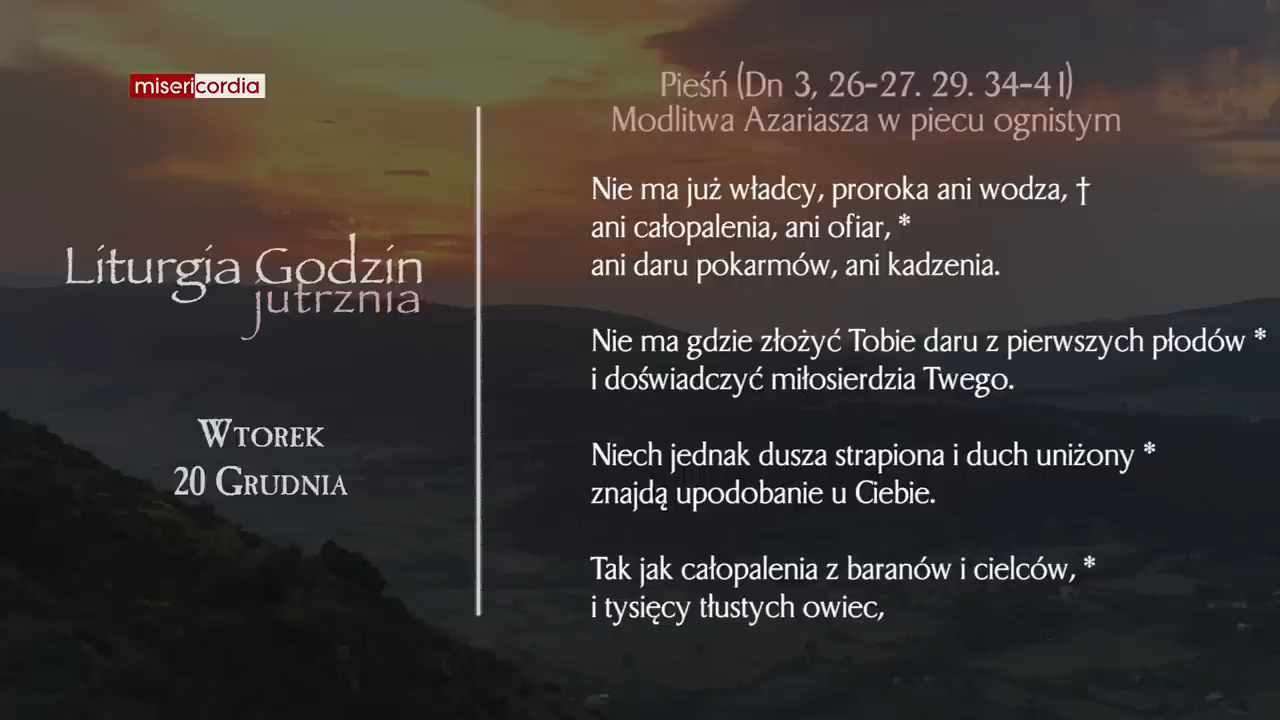 misericordia
Liturgia Godzin
jutrznia
Wtorek
20 Grudnia
Pieśń (Dn 3, 26-27. 29. 34-41)
Modlitwa Azariasza w piecu ognistym
Nie ma już władcy, proroka ani wodza, †
ani całopalenia, ani ofiar, *
ani daru pokarmów, ani kadzenia.
Nie ma gdzie złożyć Tobie daru z pierwszych płodów *
i doświadczyć miłosierdzia Twego.
Niech jednak dusza strapiona i duch uniżony *
znajdą upodobanie u Ciebie.
Tak jak całopalenia z baranów i cielców, *
i tysięcy tłustych owiec,